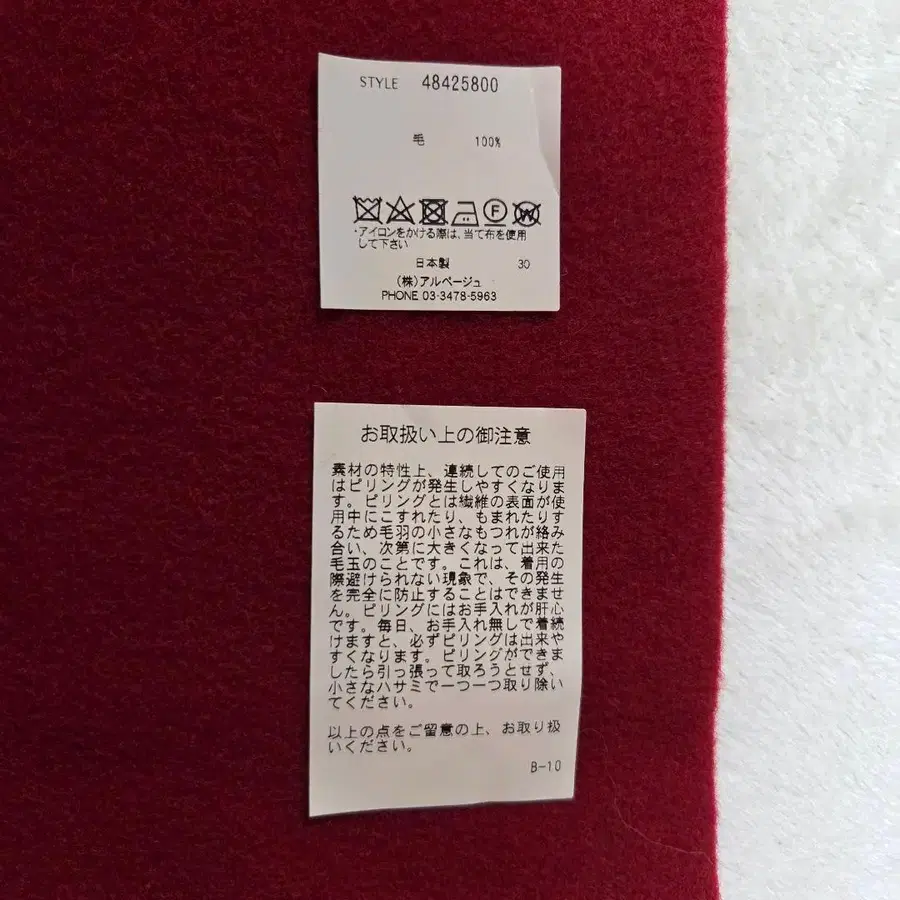 STYLE 48425800
毛 100%
F W
・アイロンをかける際は、当て布を使用
して下さい
日本製 30
(株)アルページュ
PHONE 03-3478-5963
お取扱い上の御注意
素材の特性上、連続してのご使用
はピリングが発生しやすくなりま
す。ピリングとは繊維の表面が使
用中にこすれたり、もまれたりす
るため毛羽の小さなもつれが絡み
合い、次第に大きくなって出来た
毛玉のことです。これは、着用の
際避けられない現象で、その発生
を完全に防止することはできませ
ん。ピリングにはお手入れが肝心
です。毎日、お手入れ無しで着続
けますと、必ずピリングは出来や
すくなります。ピリングができま
したら引っ張って取ろうとせず、
小さなハサミで一つ一つ取り除い
てください。
以上の点をご留意の上、お取り扱
いください。
B-10